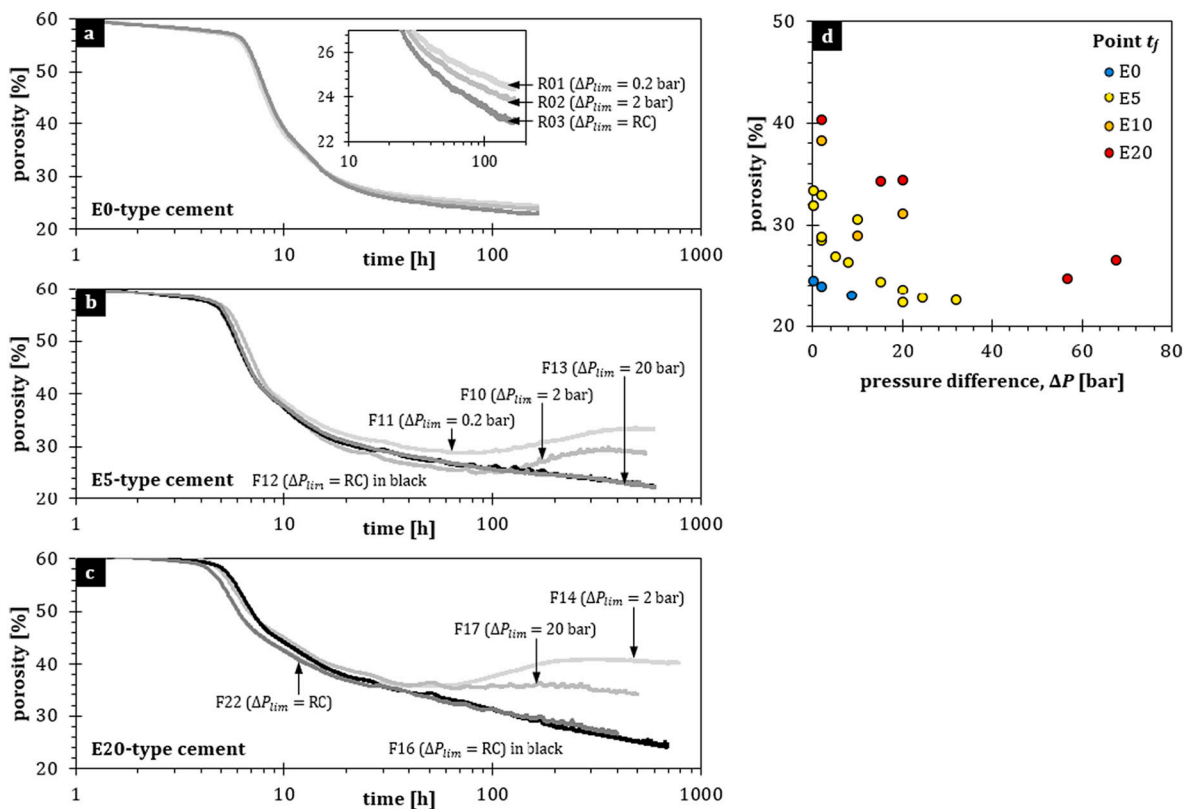 a
60
50
40
30
20
porosity [%]
26
24
22
10
100
R01 (ΔP_lim = 0.2 bar)
R02 (ΔP_lim = 2 bar)
R03 (ΔP_lim = RC)
E0-type cement
1
10
100
1000
time [h]
b
60
50
40
30
20
porosity [%]
F13 (ΔP_lim = 20 bar)
F10 (ΔP_lim = 2 bar)
F11 (ΔP_lim = 0.2 bar)
E5-type cement
F12 (ΔP_lim = RC) in black
1
10
100
1000
time [h]
c
60
50
40
30
20
porosity [%]
F14 (ΔP_lim = 2 bar)
F17 (ΔP_lim = 20 bar)
F22 (ΔP_lim = RC)
F16 (ΔP_lim = RC) in black
E20-type cement
1
10
100
1000
time [h]
d
50
40
30
20
porosity [%]
Point t_f
E0
E5
E10
E20
0
20
40
60
80
pressure difference, ΔP [bar]